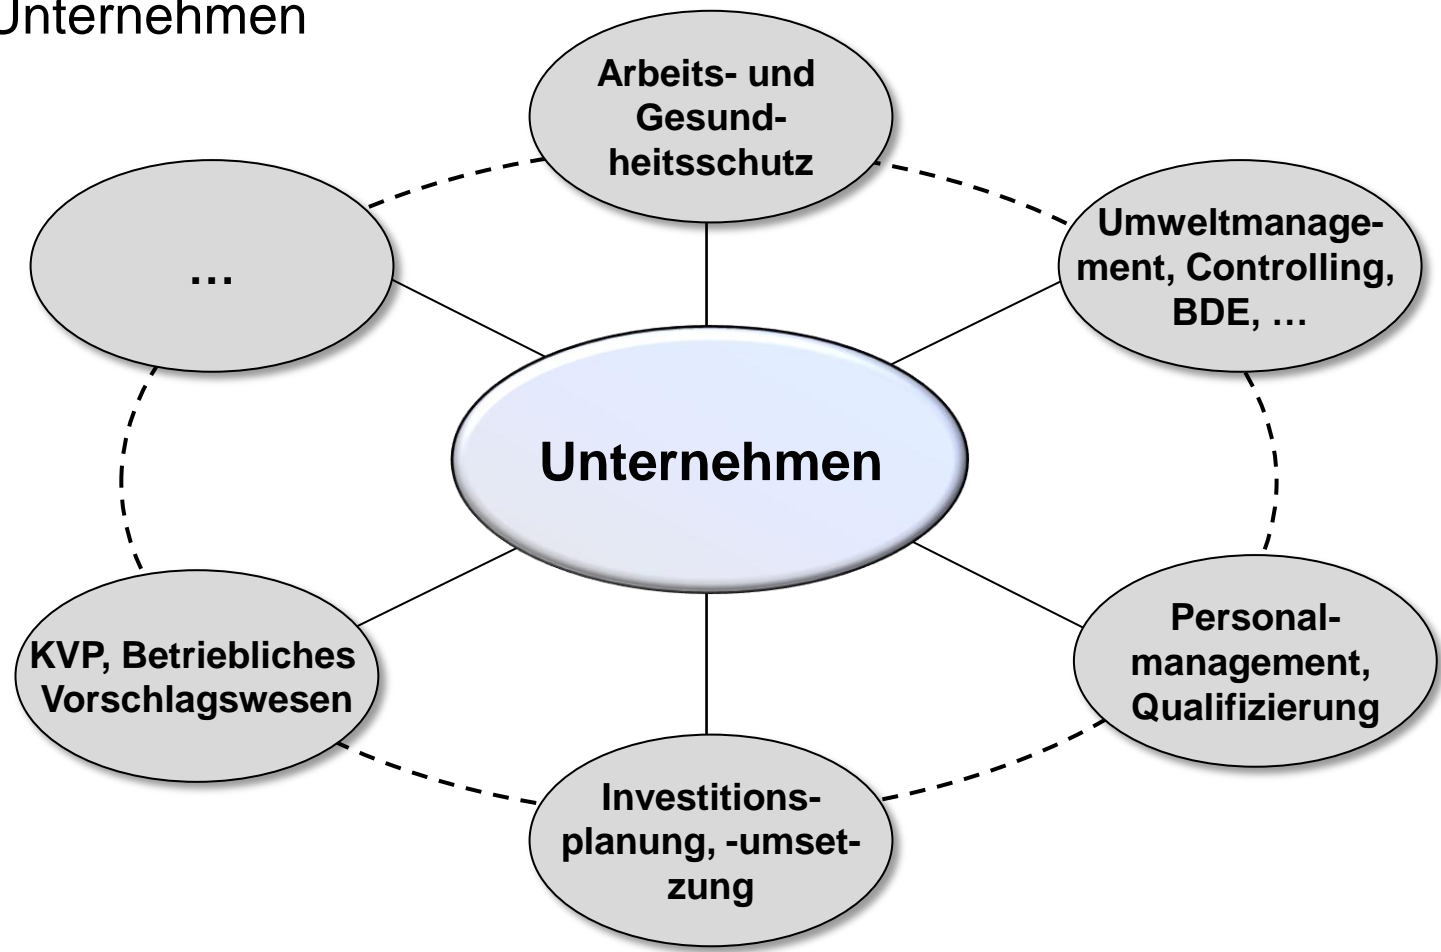 Unternehmen
Arbeits- und
Gesund-
heitsschutz
Umweltmanage-
ment, Controlling,
BDE, …
…
Unternehmen
Personal-
management,
Qualifizierung
KVP, Betriebliches
Vorschlagswesen
Investitions-
planung, -umset-
zung